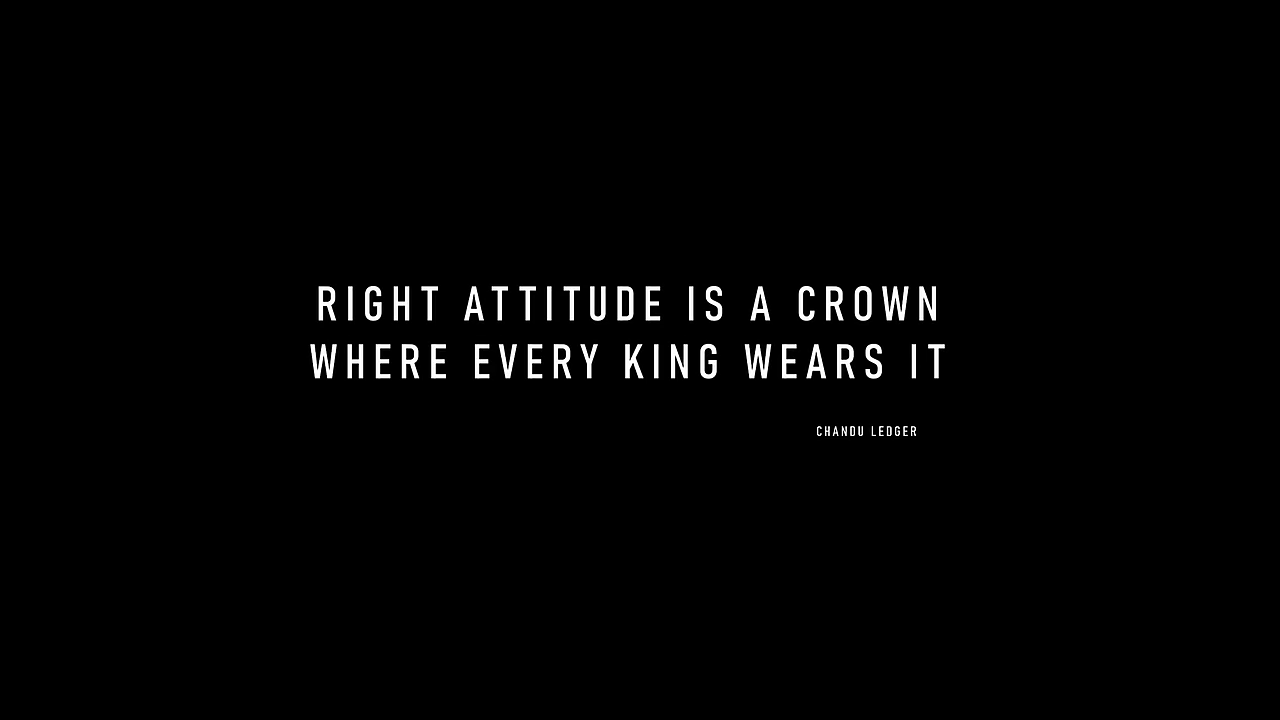 RIGHT ATTITUDE IS A CROWN
WHERE EVERY KING WEARS IT
CHANDU LEDGER